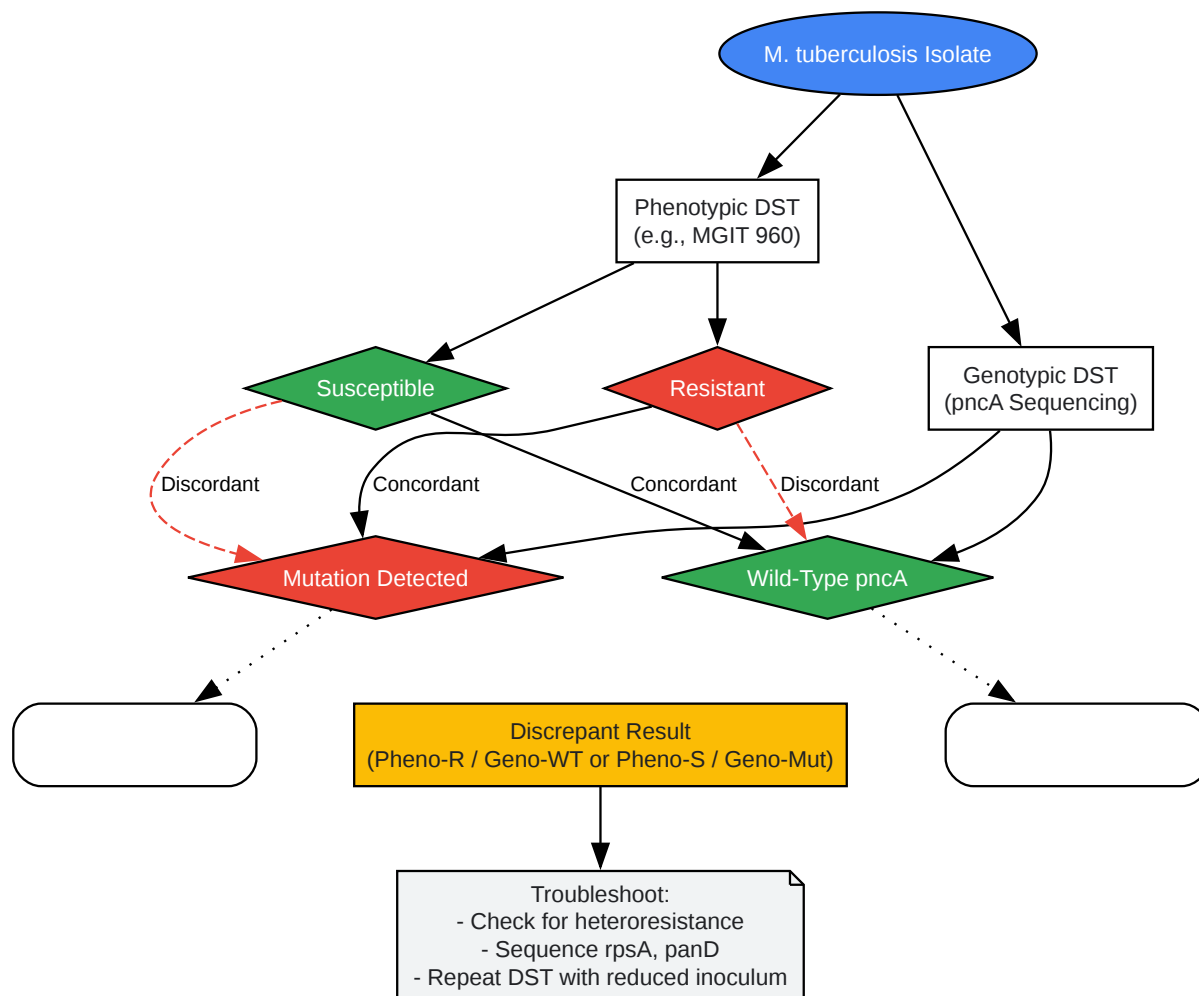 M. tuberculosis Isolate
Phenotypic DST
(e.g., MGIT 960)
Susceptible
Resistant
Genotypic DST
(pncA Sequencing)
Discordant
Concordant
Concordant
Discordant
Mutation Detected
Wild-Type pncA
Discrepant Result
(Pheno-R / Geno-WT or Pheno-S / Geno-Mut)
Troubleshoot:
- Check for heteroresistance
- Sequence rpsA, panD
- Repeat DST with reduced inoculum